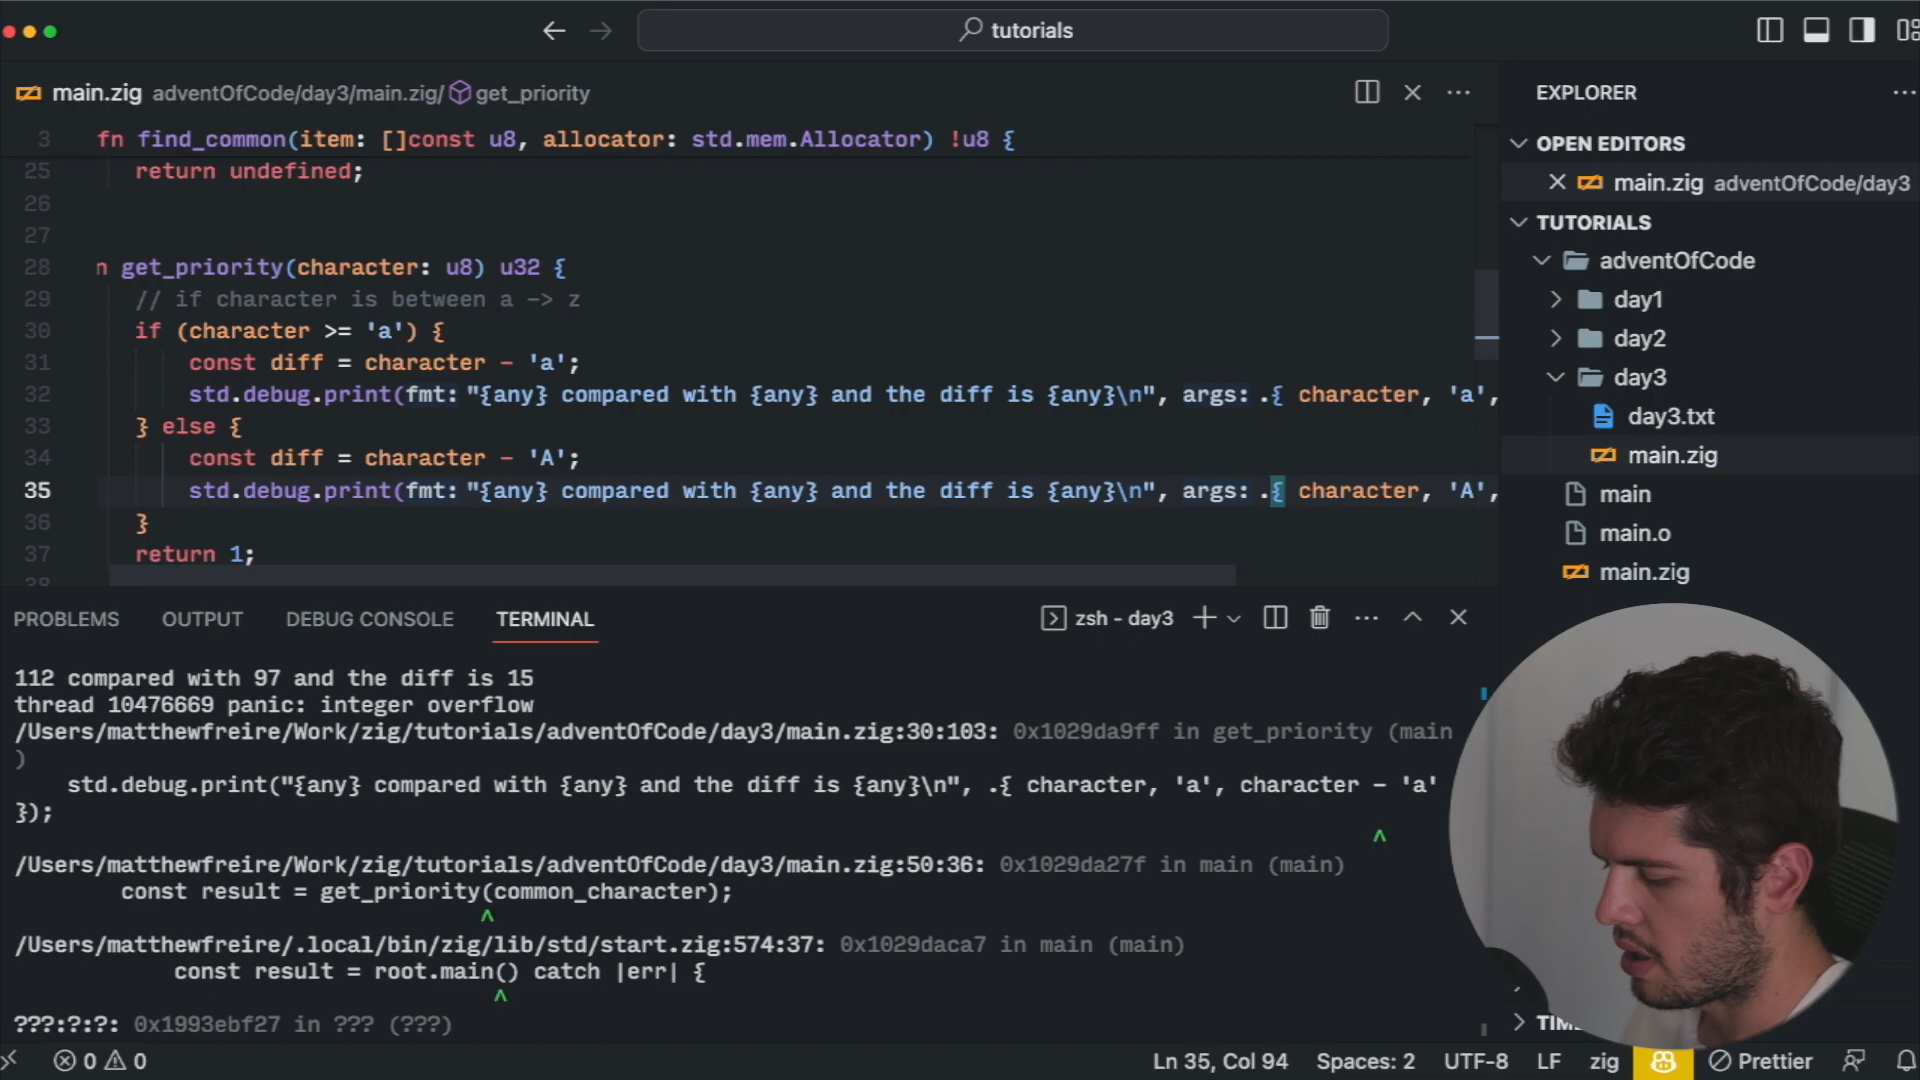 tutorials
main.zig adventOfCode/day3/main.zig/ get_priority
EXPLORER
3 fn find_common(item: []const u8, allocator: std.mem.Allocator) !u8 {
25 return undefined;
26
27
28 n get_priority(character: u8) u32 {
29 // if character is between a -> z
30 if (character >= 'a') {
31 const diff = character - 'a';
32 std.debug.print(fmt: "{any} compared with {any} and the diff is {any}\n", args: .{ character, 'a',
33 } else {
34 const diff = character - 'A';
35 std.debug.print(fmt: "{any} compared with {any} and the diff is {any}\n", args: .{ character, 'A',
36 }
37 return 1;
38
OPEN EDITORS
main.zig adventOfCode/day3
TUTORIALS
adventOfCode
day1
day2
day3
day3.txt
main.zig
main
main.o
main.zig
PROBLEMS OUTPUT DEBUG CONSOLE TERMINAL zsh - day3
112 compared with 97 and the diff is 15
thread 10476669 panic: integer overflow
/Users/matthewfreire/Work/zig/tutorials/adventOfCode/day3/main.zig:30:103: 0x1029da9ff in get_priority (main
)
std.debug.print("{any} compared with {any} and the diff is {any}\n", .{ character, 'a', character - 'a'
});
^
/Users/matthewfreire/Work/zig/tutorials/adventOfCode/day3/main.zig:50:36: 0x1029da27f in main (main)
const result = get_priority(common_character);
^
/Users/matthewfreire/.local/bin/zig/lib/std/start.zig:574:37: 0x1029daca7 in main (main)
const result = root.main() catch |err| {
^
???:?:?: 0x1993ebf27 in ??? (???)
0 0 Ln 35, Col 94 Spaces: 2 UTF-8 LF zig Prettier